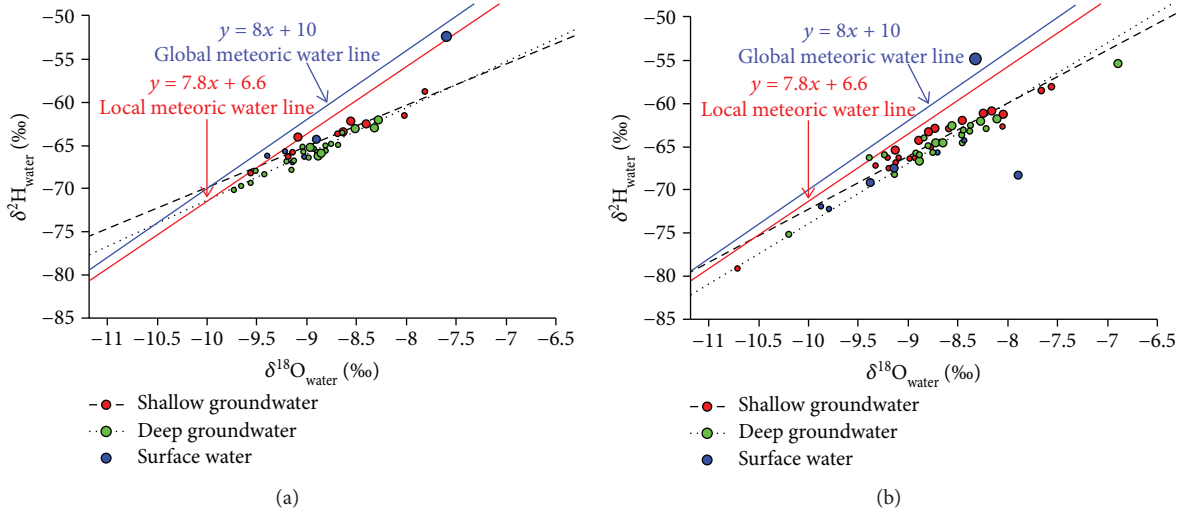 y = 8x + 10
Global meteoric water line
y = 7.8x + 6.6
Local meteoric water line
δ²H_water (‰)
−50
−55
−60
−65
−70
−75
−80
−85
−11 −10.5 −10 −9.5 −9 −8.5 −8 −7.5 −7 −6.5
δ¹⁸O_water (‰)
Shallow groundwater
Deep groundwater
Surface water
(a)
y = 8x + 10
Global meteoric water line
y = 7.8x + 6.6
Local meteoric water line
δ²H_water (‰)
−50
−55
−60
−65
−70
−75
−80
−85
−11 −10.5 −10 −9.5 −9 −8.5 −8 −7.5 −7 −6.5
δ¹⁸O_water (‰)
Shallow groundwater
Deep groundwater
Surface water
(b)